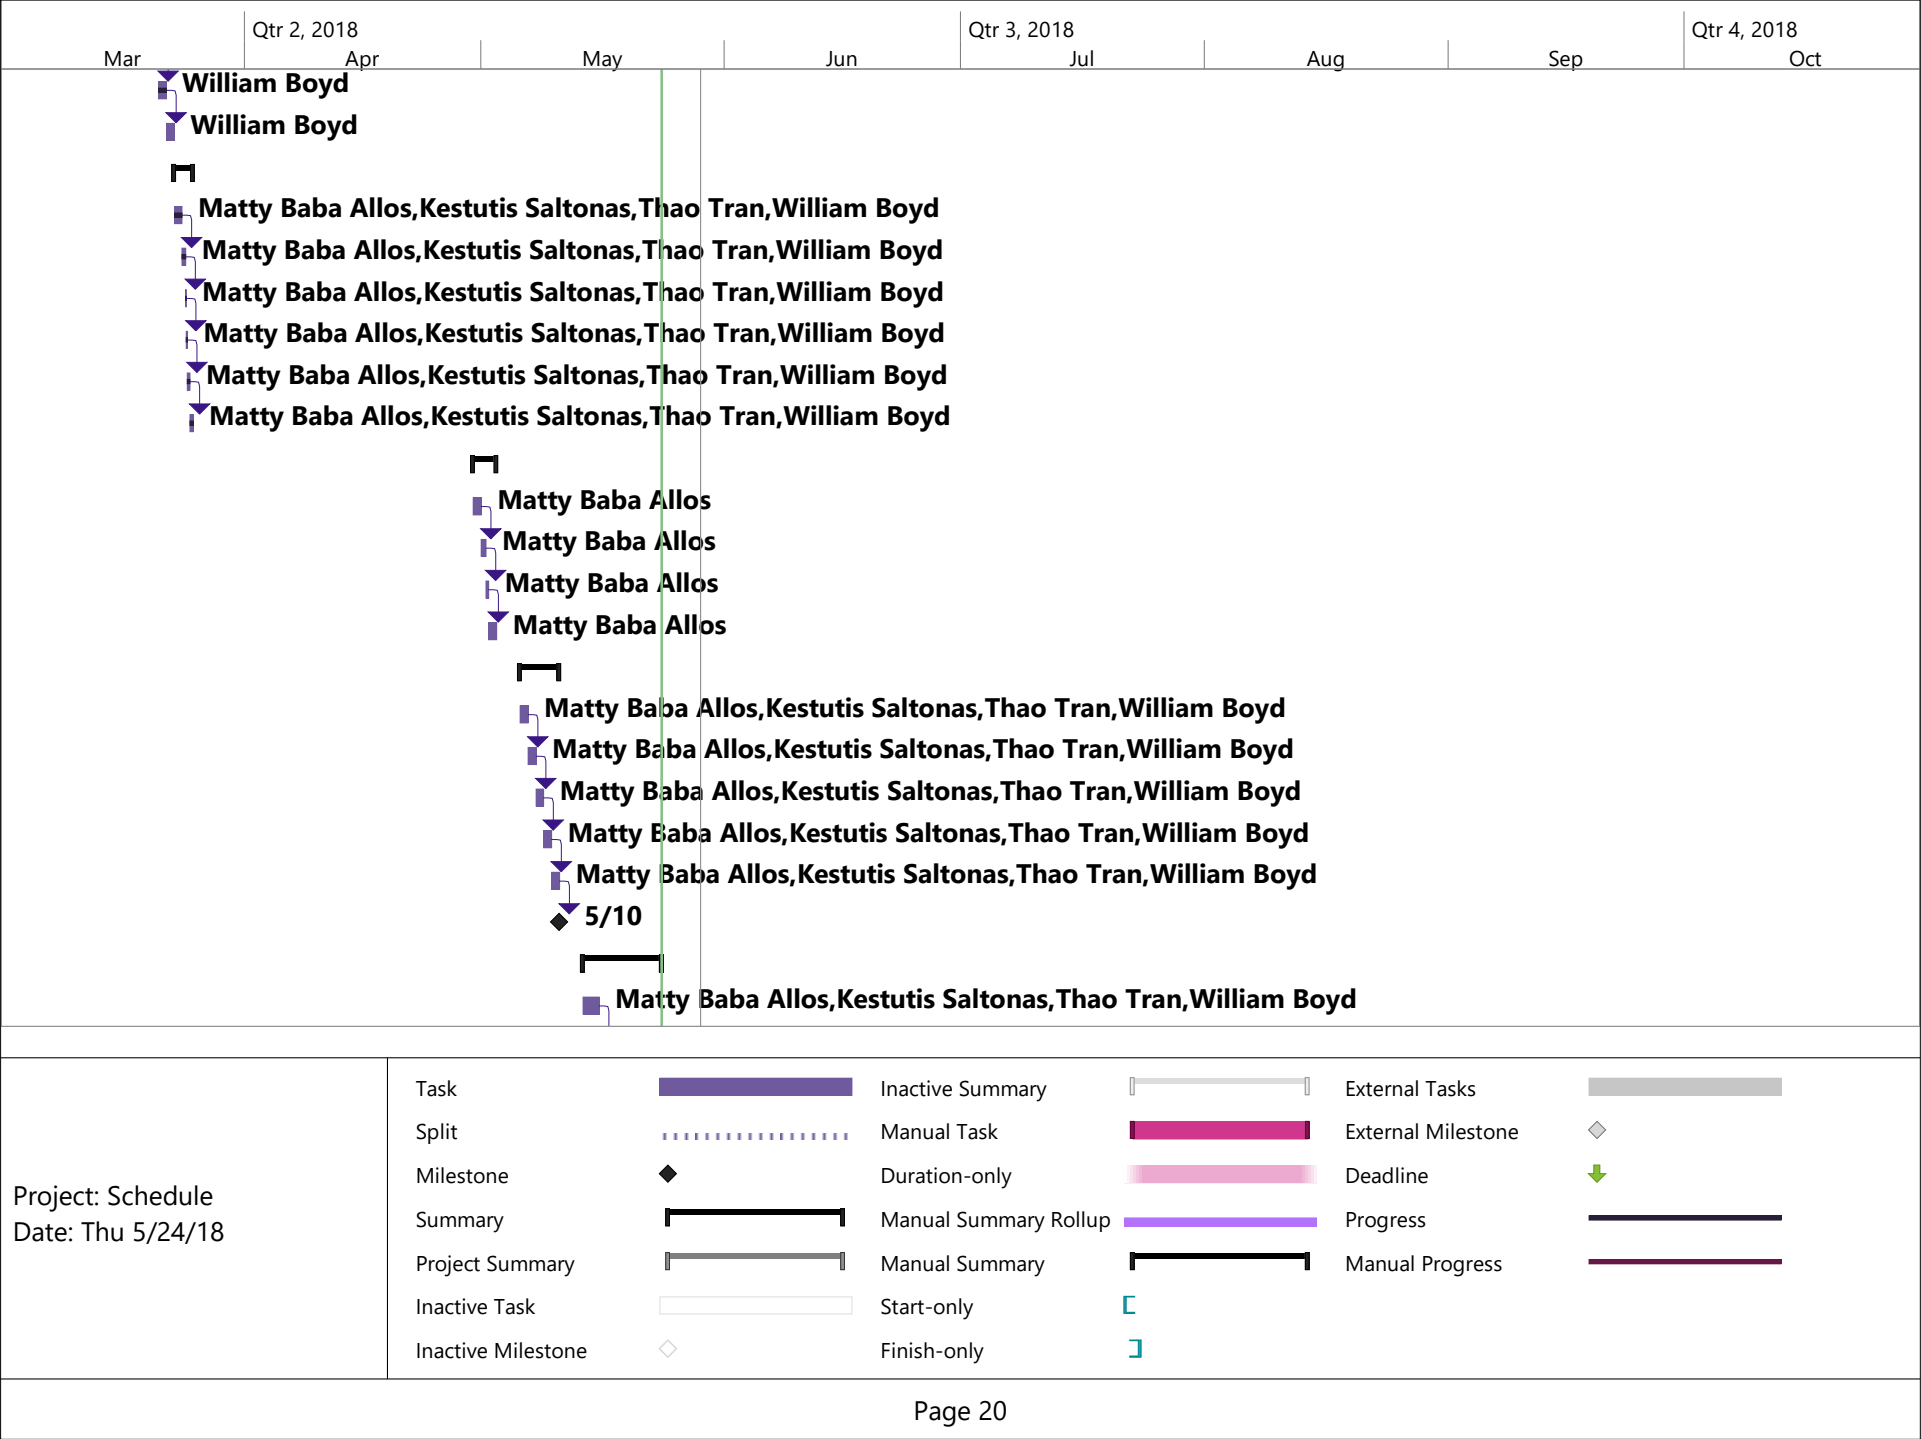 Qtr 2, 2018 Qtr 3, 2018 Qtr 4, 2018
Mar Apr May Jun Jul Aug Sep Oct
William Boyd
William Boyd
Matty Baba Allos,Kestutis Saltonas,Thao Tran,William Boyd
Matty Baba Allos,Kestutis Saltonas,Thao Tran,William Boyd
Matty Baba Allos,Kestutis Saltonas,Thao Tran,William Boyd
Matty Baba Allos,Kestutis Saltonas,Thao Tran,William Boyd
Matty Baba Allos,Kestutis Saltonas,Thao Tran,William Boyd
Matty Baba Allos,Kestutis Saltonas,Thao Tran,William Boyd
Matty Baba Allos
Matty Baba Allos
Matty Baba Allos
Matty Baba Allos
Matty Baba Allos,Kestutis Saltonas,Thao Tran,William Boyd
Matty Baba Allos,Kestutis Saltonas,Thao Tran,William Boyd
Matty Baba Allos,Kestutis Saltonas,Thao Tran,William Boyd
Matty Baba Allos,Kestutis Saltonas,Thao Tran,William Boyd
Matty Baba Allos,Kestutis Saltonas,Thao Tran,William Boyd
5/10
Matty Baba Allos,Kestutis Saltonas,Thao Tran,William Boyd
Project: Schedule
Date: Thu 5/24/18
Task
Split
Milestone
Summary
Project Summary
Inactive Task
Inactive Milestone
Inactive Summary
Manual Task
Duration-only
Manual Summary Rollup
Manual Summary
Start-only
Finish-only
External Tasks
External Milestone
Deadline
Progress
Manual Progress
Page 20